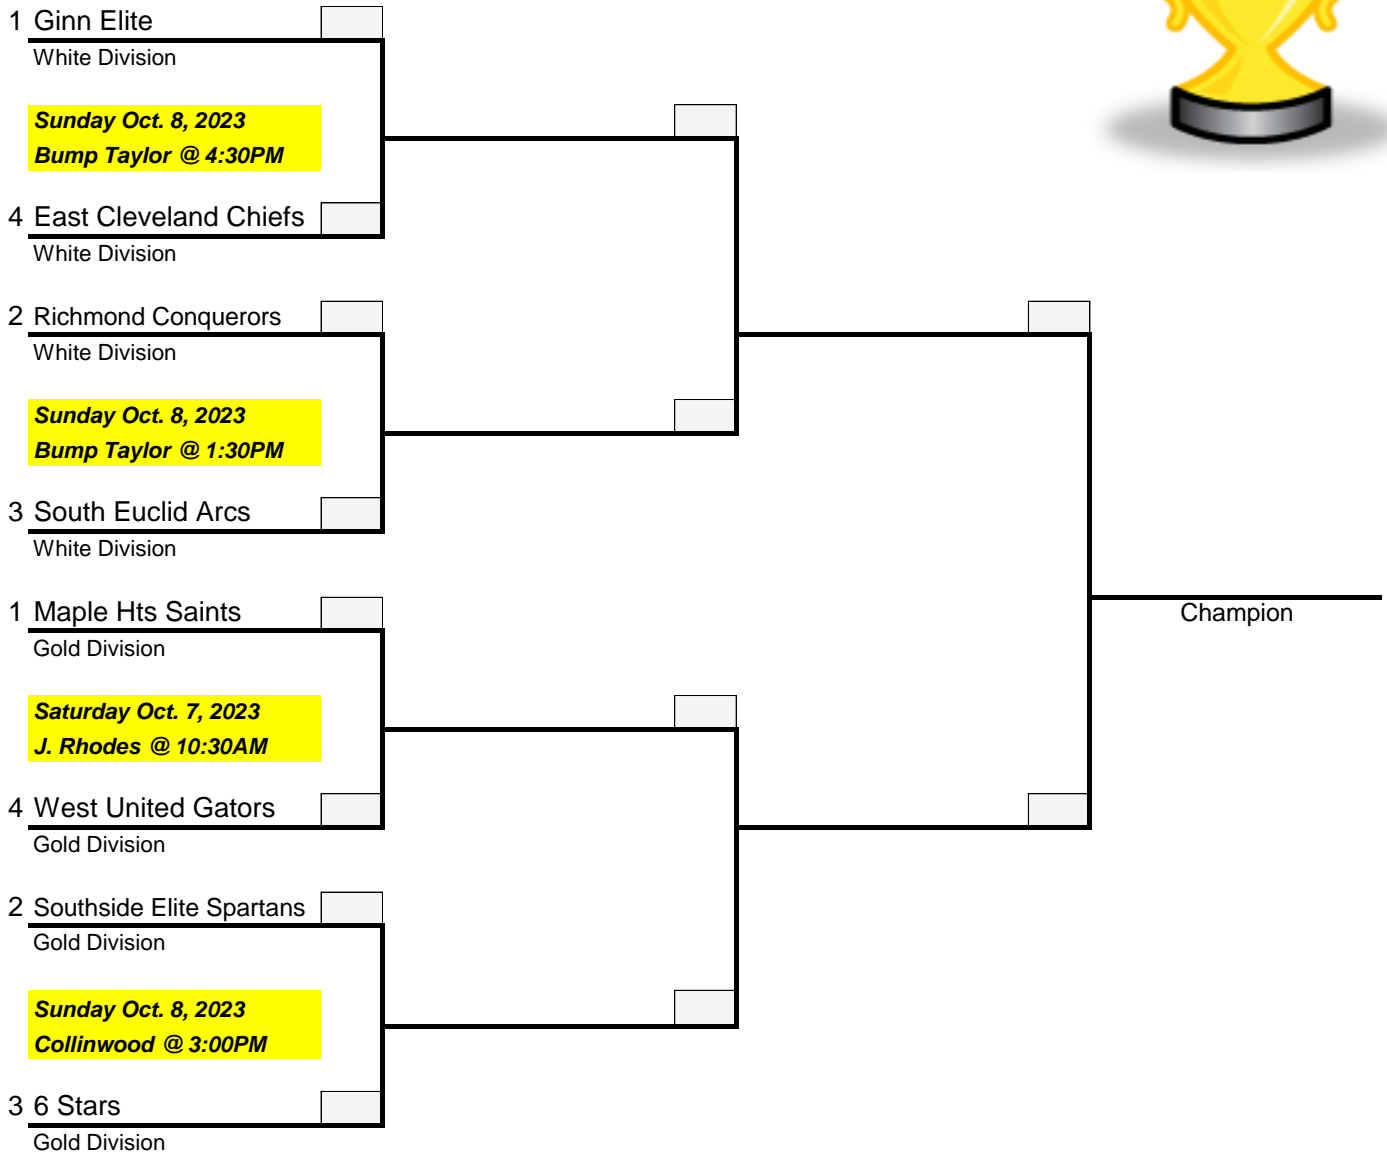 1 Ginn Elite
White Division
Sunday Oct. 8, 2023
Bump Taylor @ 4:30PM
4 East Cleveland Chiefs
White Division
2 Richmond Conquerors
White Division
Sunday Oct. 8, 2023
Bump Taylor @ 1:30PM
3 South Euclid Arcs
White Division
1 Maple Hts Saints
Gold Division
Saturday Oct. 7, 2023
J. Rhodes @ 10:30AM
4 West United Gators
Gold Division
2 Southside Elite Spartans
Gold Division
Sunday Oct. 8, 2023
Collinwood @ 3:00PM
3 6 Stars
Gold Division
Champion